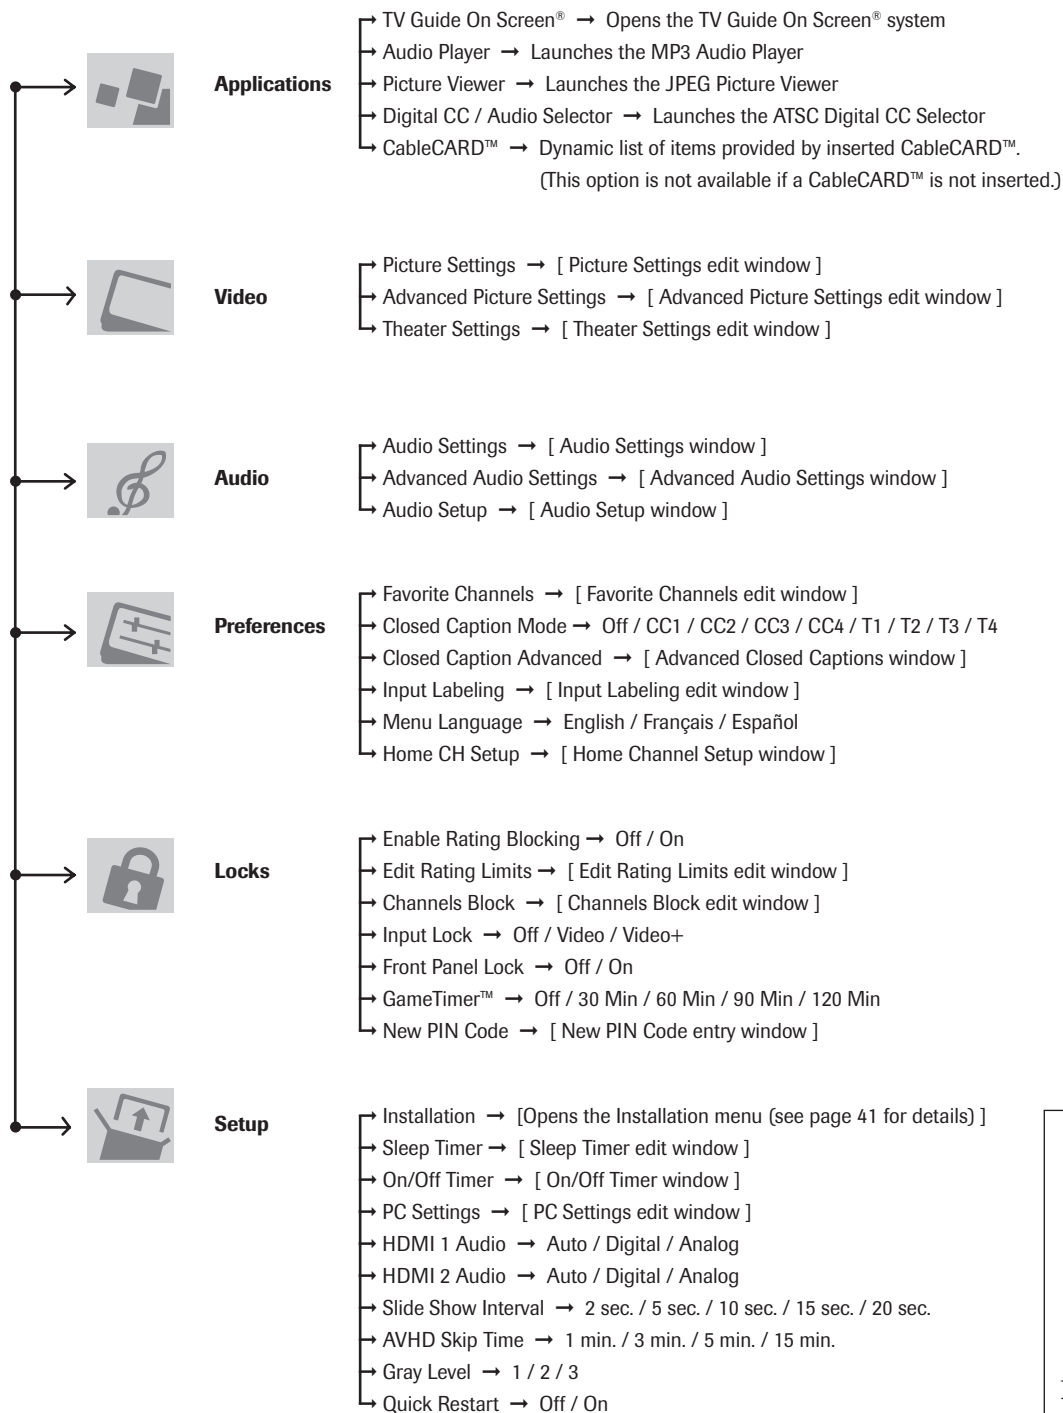 Applications
TV Guide On Screen® → Opens the TV Guide On Screen® system
Audio Player → Launches the MP3 Audio Player
Picture Viewer → Launches the JPEG Picture Viewer
Digital CC / Audio Selector → Launches the ATSC Digital CC Selector
CableCARD™ → Dynamic list of items provided by inserted CableCARD™.
(This option is not available if a CableCARD™ is not inserted.)
Video
Picture Settings → [ Picture Settings edit window ]
Advanced Picture Settings → [ Advanced Picture Settings edit window ]
Theater Settings → [ Theater Settings edit window ]
Audio
Audio Settings → [ Audio Settings window ]
Advanced Audio Settings → [ Advanced Audio Settings window ]
Audio Setup → [ Audio Setup window ]
Preferences
Favorite Channels → [ Favorite Channels edit window ]
Closed Caption Mode → Off / CC1 / CC2 / CC3 / CC4 / T1 / T2 / T3 / T4
Closed Caption Advanced → [ Advanced Closed Captions window ]
Input Labeling → [ Input Labeling edit window ]
Menu Language → English / Français / Español
Home CH Setup → [ Home Channel Setup window ]
Locks
Enable Rating Blocking → Off / On
Edit Rating Limits → [ Edit Rating Limits edit window ]
Channels Block → [ Channels Block edit window ]
Input Lock → Off / Video / Video+
Front Panel Lock → Off / On
GameTimer™ → Off / 30 Min / 60 Min / 90 Min / 120 Min
New PIN Code → [ New PIN Code entry window ]
Setup
Installation → [Opens the Installation menu (see page 41 for details) ]
Sleep Timer → [ Sleep Timer edit window ]
On/Off Timer → [ On/Off Timer window ]
PC Settings → [ PC Settings edit window ]
HDMI 1 Audio → Auto / Digital / Analog
HDMI 2 Audio → Auto / Digital / Analog
Slide Show Interval → 2 sec. / 5 sec. / 10 sec. / 15 sec. / 20 sec.
AVHD Skip Time → 1 min. / 3 min. / 5 min. / 15 min.
Gray Level → 1 / 2 / 3
Quick Restart → Off / On